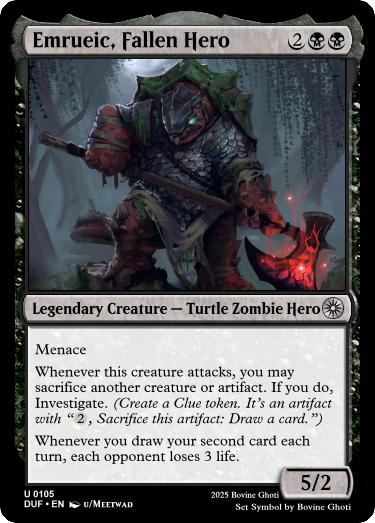 Emrueic, Fallen Hero 2
Legendary Creature — Turtle Zombie Hero
Menace
Whenever this creature attacks, you may
sacrifice another creature or artifact. If you do,
Investigate. (Create a Clue token. It's an artifact
with “2, Sacrifice this artifact: Draw a card.”)
Whenever you draw your second card each
turn, each opponent loses 3 life.
5/2
U 0105
DUF • EN u/Meetwad
2025 Bovine Ghoti
Set Symbol by Bovine Ghoti